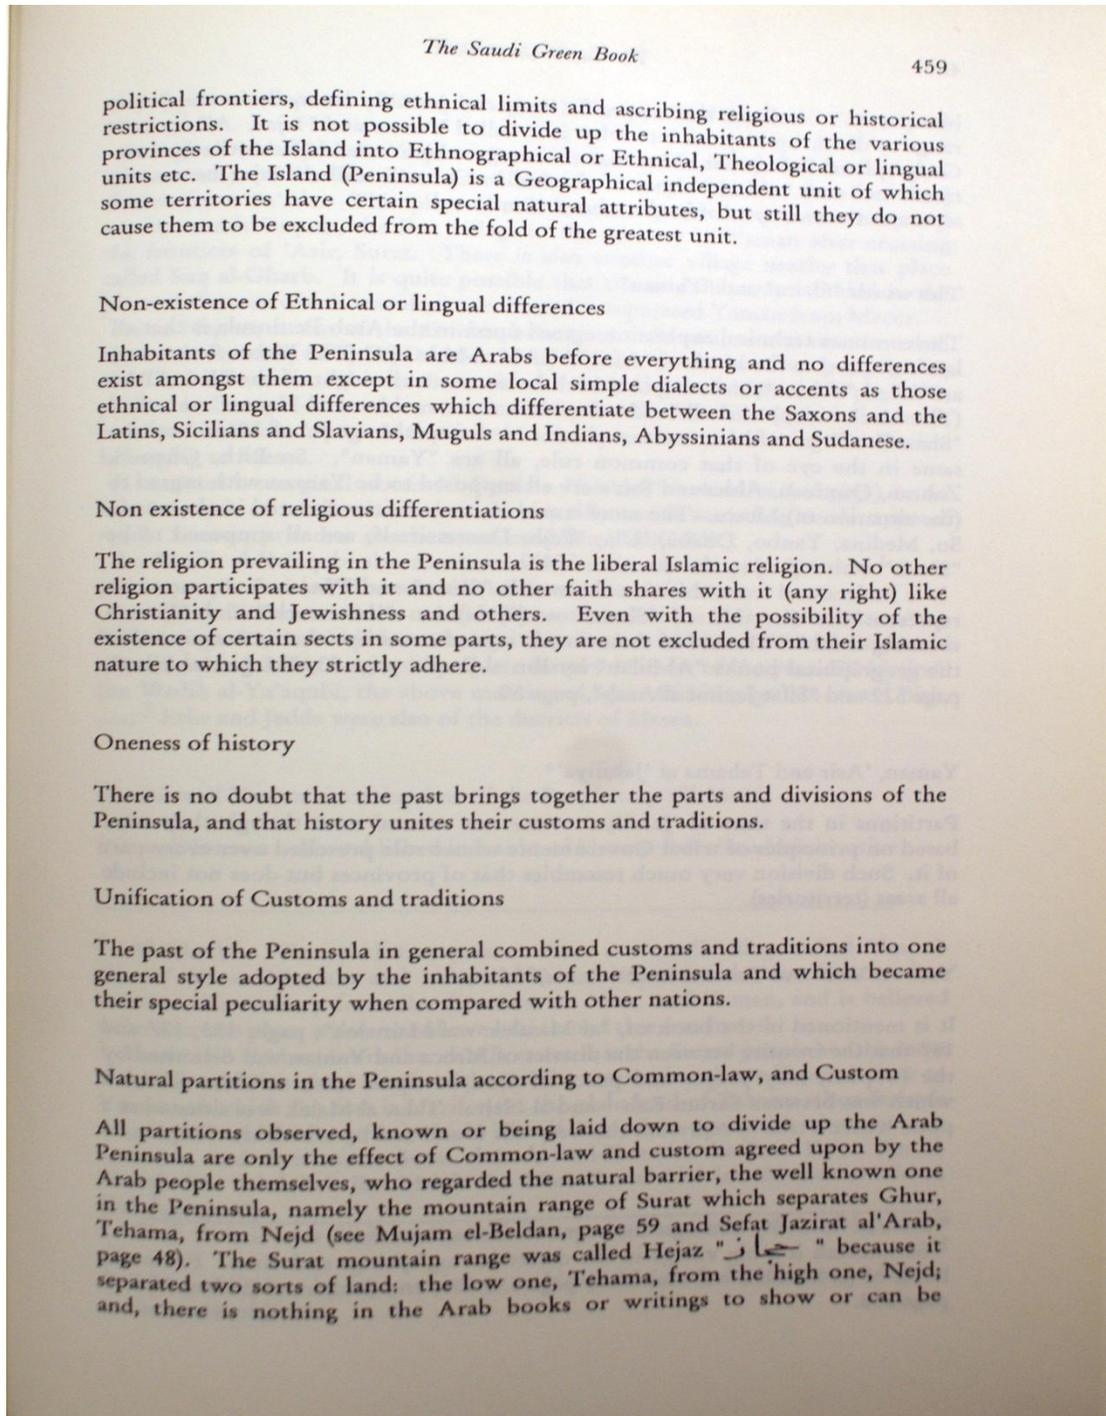 The Saudi Green Book
459
political frontiers, defining ethnical limits and ascribing religious or historical
restrictions. It is not possible to divide up the inhabitants of the various
provinces of the Island into Ethnographical or Ethnical, Theological or lingual
units etc. The Island (Peninsula) is a Geographical independent unit of which
some territories have certain special natural attributes, but still they do not
cause them to be excluded from the fold of the greatest unit.
Non-existence of Ethnical or lingual differences
Inhabitants of the Peninsula are Arabs before everything and no differences
exist amongst them except in some local simple dialects or accents as those
ethnical or lingual differences which differentiate between the Saxons and the
Latins, Sicilians and Slavians, Muguls and Indians, Abyssinians and Sudanese.
Non existence of religious differentiations
The religion prevailing in the Peninsula is the liberal Islamic religion. No other
religion participates with it and no other faith shares with it (any right) like
Christianity and Jewishness and others. Even with the possibility of the
existence of certain sects in some parts, they are not excluded from their Islamic
nature to which they strictly adhere.
Oneness of history
There is no doubt that the past brings together the parts and divisions of the
Peninsula, and that history unites their customs and traditions.
Unification of Customs and traditions
The past of the Peninsula in general combined customs and traditions into one
general style adopted by the inhabitants of the Peninsula and which became
their special peculiarity when compared with other nations.
Natural partitions in the Peninsula according to Common-law, and Custom
All partitions observed, known or being laid down to divide up the Arab
Peninsula are only the effect of Common-law and custom agreed upon by the
Arab people themselves, who regarded the natural barrier, the well known one
in the Peninsula, namely the mountain range of Surat which separates Ghur,
Tehama, from Nejd (see Mujam el-Beldan, page 59 and Sefat Jazirat al'Arab,
page 48). The Surat mountain range was called Hejaz "حجاز" because it
separated two sorts of land: the low one, Tehama, from the high one, Nejd;
and, there is nothing in the Arab books or writings to show or can be